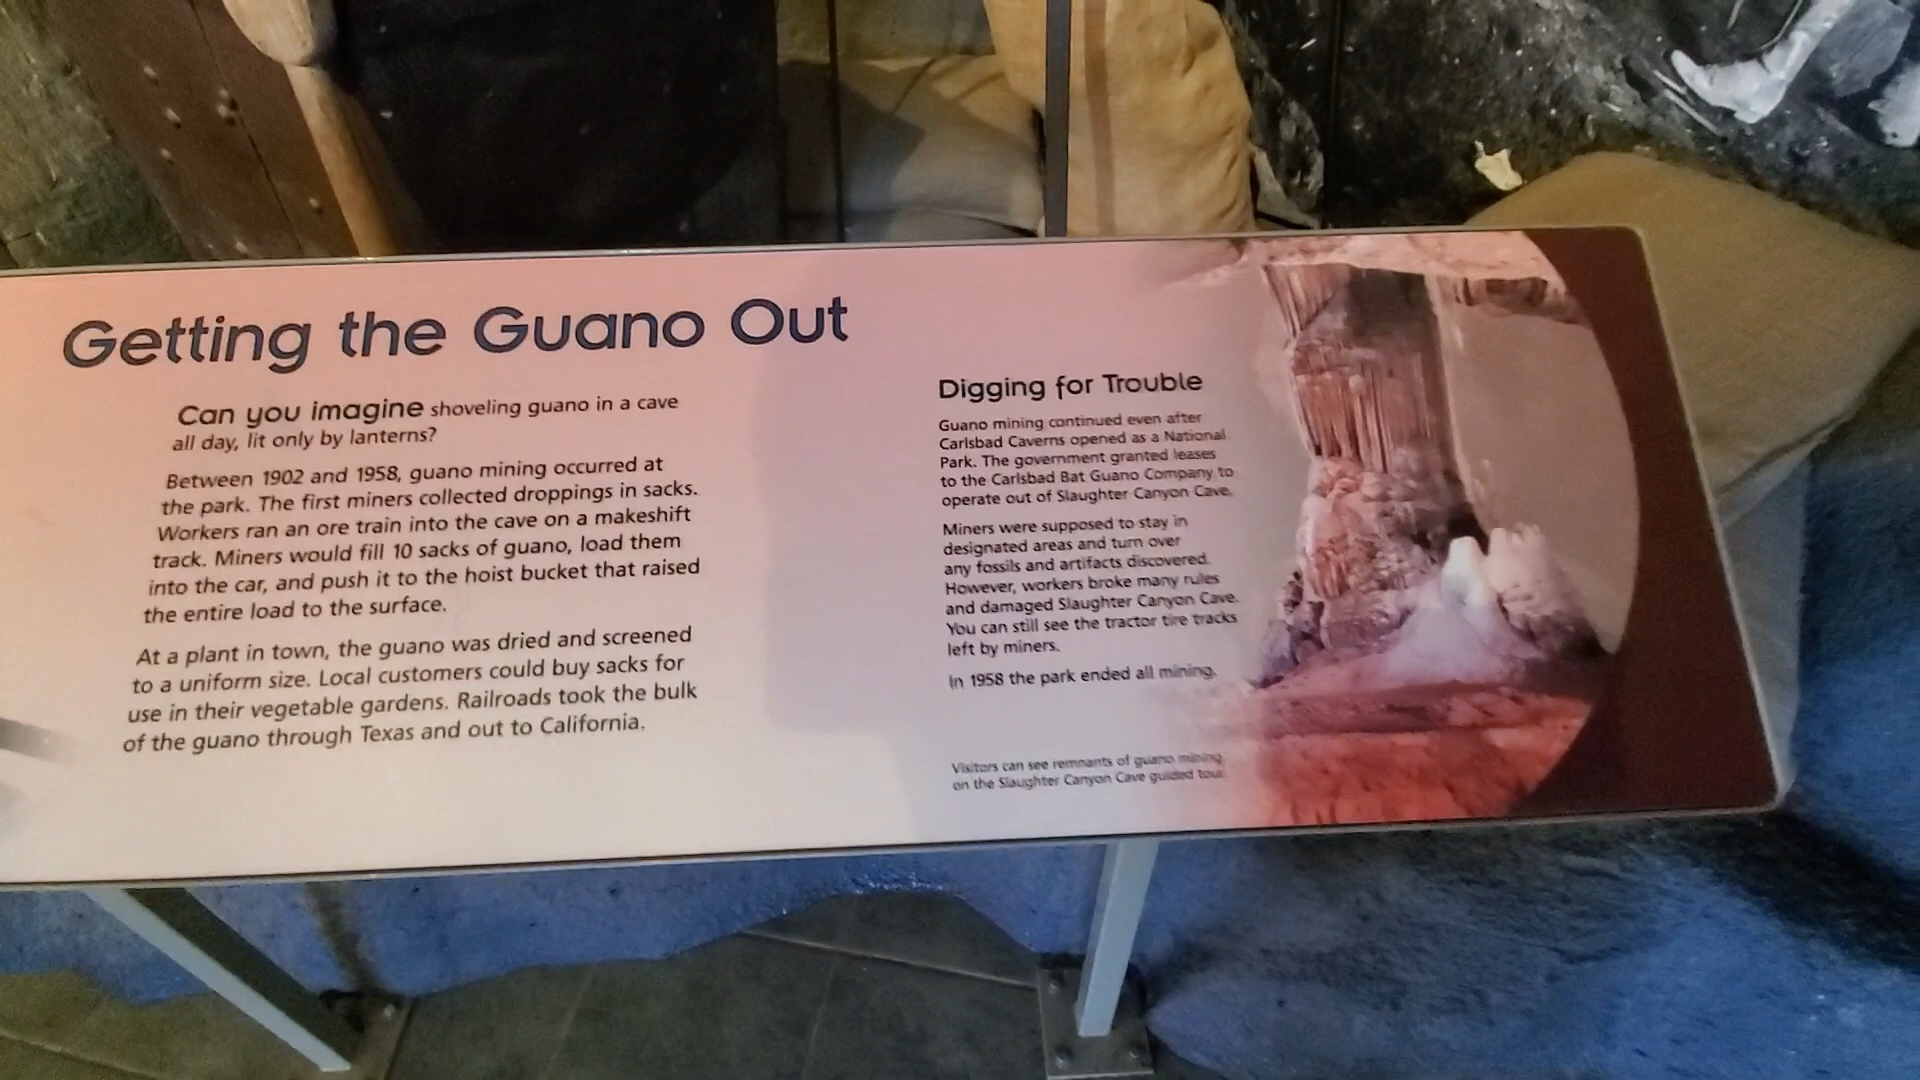 Getting the Guano Out
Can you imagine shoveling guano in a cave
all day, lit only by lanterns?
Between 1902 and 1958, guano mining occurred at
the park. The first miners collected droppings in sacks.
Workers ran an ore train into the cave on a makeshift
track. Miners would fill 10 sacks of guano, load them
into the car, and push it to the hoist bucket that raised
the entire load to the surface.
At a plant in town, the guano was dried and screened
to a uniform size. Local customers could buy sacks for
use in their vegetable gardens. Railroads took the bulk
of the guano through Texas and out to California.
Digging for Trouble
Guano mining continued even after
Carlsbad Caverns opened as a National
Park. The government granted leases
to the Carlsbad Bat Guano Company to
operate out of Slaughter Canyon Cave.
Miners were supposed to stay in
designated areas and turn over
any fossils and artifacts discovered.
However, workers broke many rules
and damaged Slaughter Canyon Cave.
You can still see the tractor tire tracks
left by miners.
In 1958 the park ended all mining.
Visitors can see remnants of guano mining
on the Slaughter Canyon Cave guided tour.